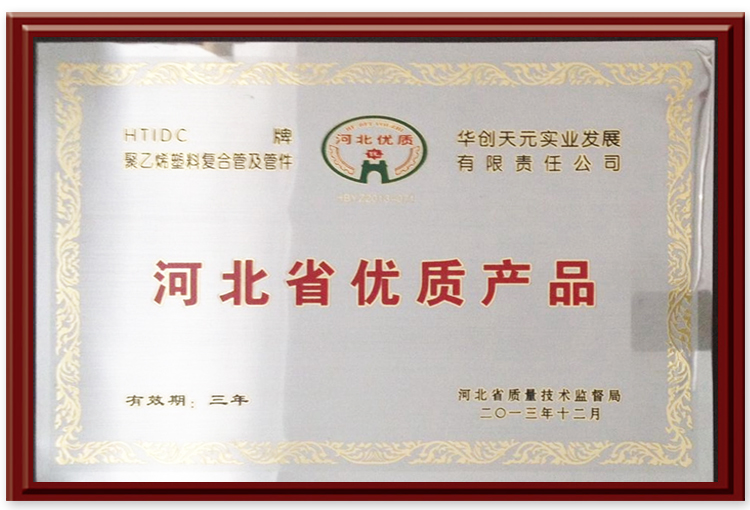 HTIDC 牌
聚乙烯塑料复合管及管件
河北优质
华创天元实业发展
有限责任公司
河北省优质产品
有效期：三年
河北省质量技术监督局
二〇一三年十二月